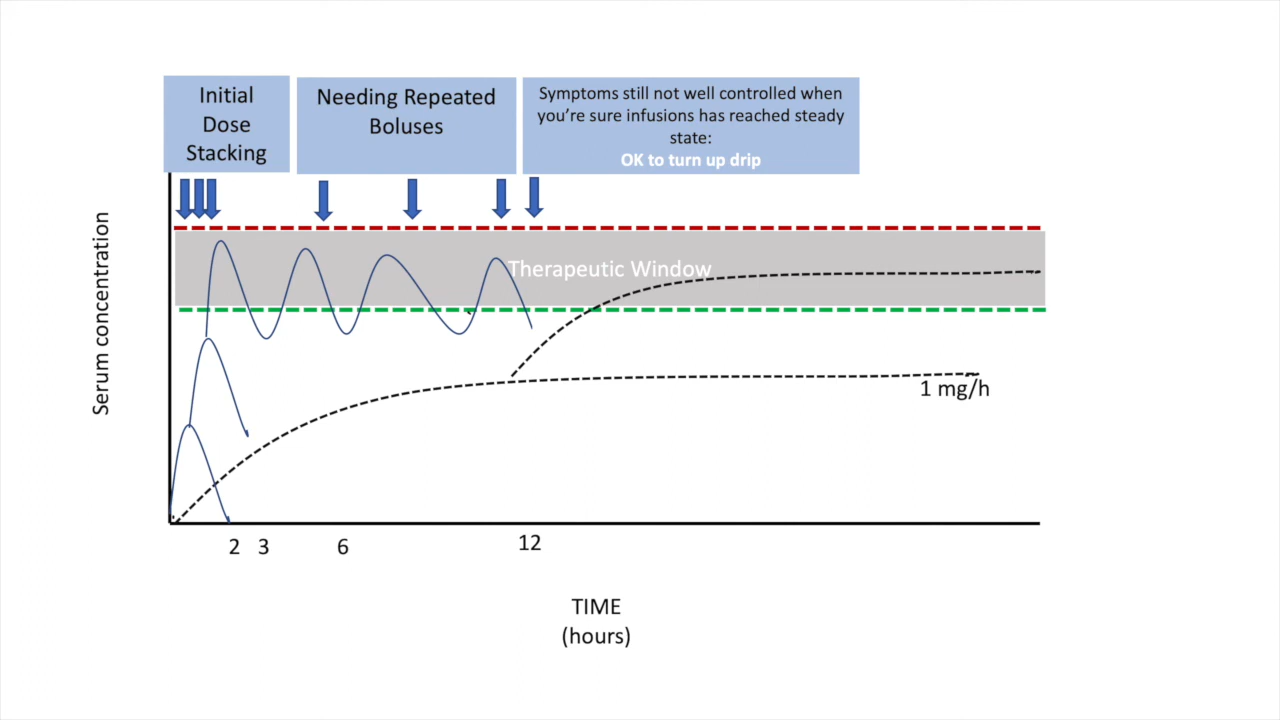 Initial
Dose
Stacking
Needing Repeated
Boluses
Symptoms still not well controlled when
you're sure infusions has reached steady
state:
OK to turn up drip
Serum concentration
Therapeutic Window
1 mg/h
2 3 6 12
TIME
(hours)